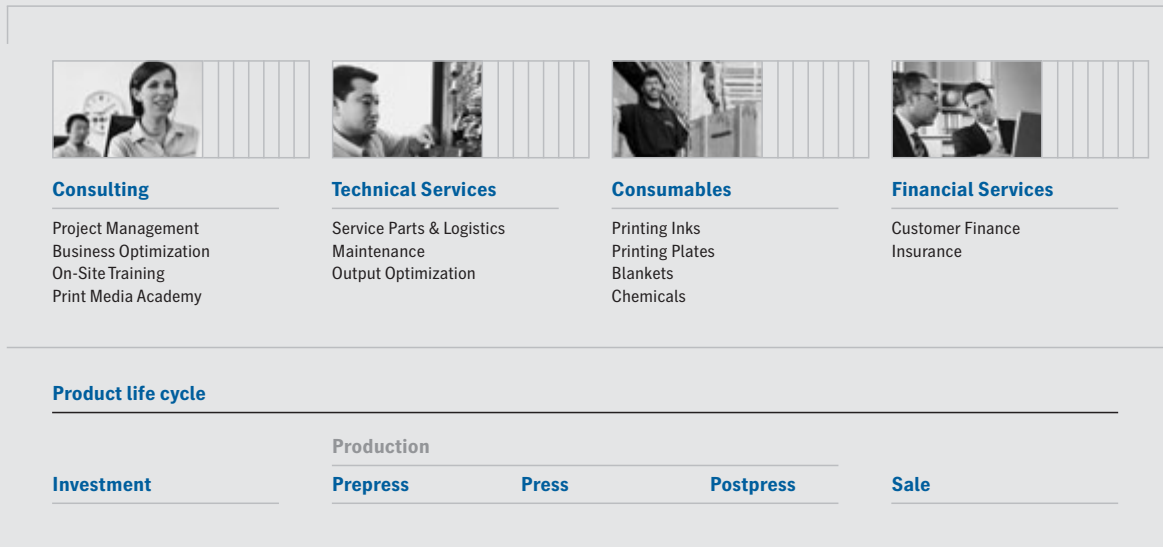 Consulting
Project Management
Business Optimization
On-Site Training
Print Media Academy
Technical Services
Service Parts & Logistics
Maintenance
Output Optimization
Consumables
Printing Inks
Printing Plates
Blankets
Chemicals
Financial Services
Customer Finance
Insurance
Product life cycle
Production
Investment
Prepress
Press
Postpress
Sale